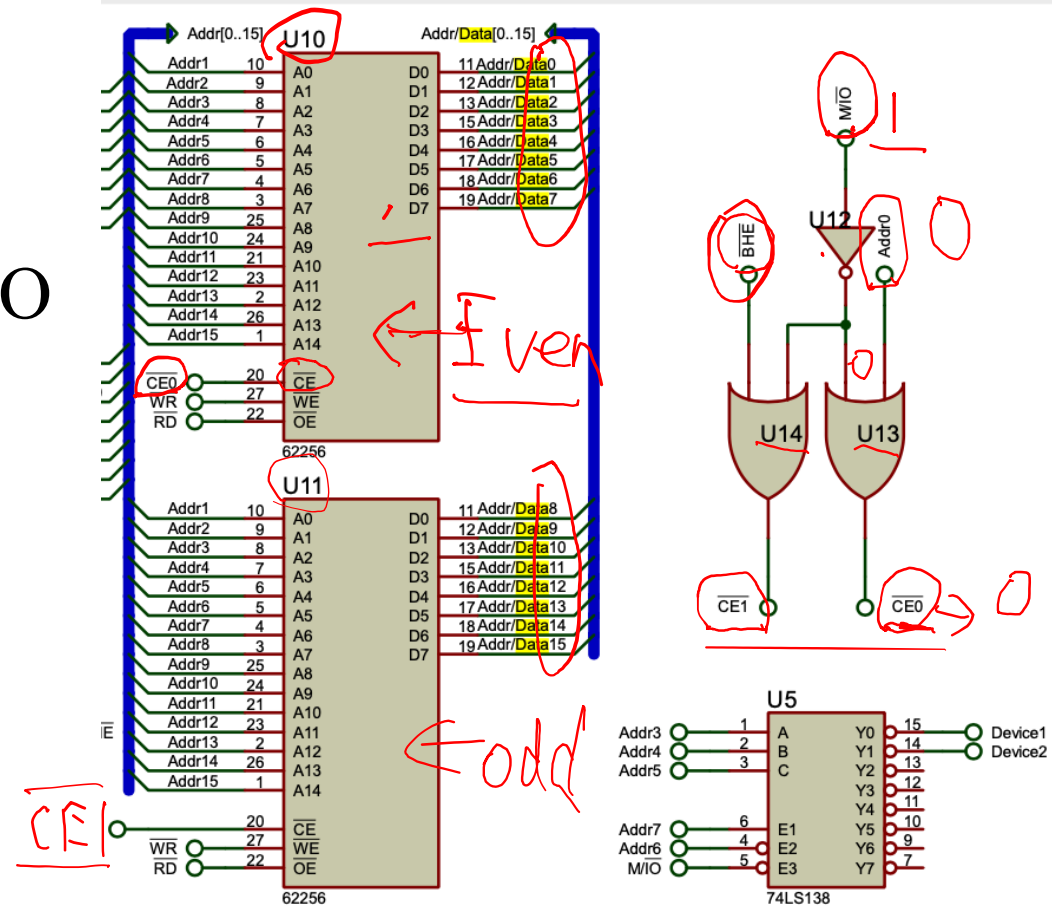 O
Addr[0..15]
U10
Addr/Data[0..15]
Addr1 10 A0 D0 11 Addr/Data0
Addr2 9 A1 D1 12 Addr/Data1
Addr3 8 A2 D2 13 Addr/Data2
Addr4 7 A3 D3 15 Addr/Data3
Addr5 6 A4 D4 16 Addr/Data4
Addr6 5 A5 D5 17 Addr/Data5
Addr7 4 A6 D6 18 Addr/Data6
Addr8 3 A7 D7 19 Addr/Data7
Addr9 25 A8
Addr10 24 A9
Addr11 21 A10
Addr12 23 A11
Addr13 2 A12
Addr14 26 A13
Addr15 1 A14
Even
CE0 20 CE
WR 27 WE
RD 22 OE
62256
U11
Addr1 10 A0 D0 11 Addr/Data8
Addr2 9 A1 D1 12 Addr/Data9
Addr3 8 A2 D2 13 Addr/Data10
Addr4 7 A3 D3 15 Addr/Data11
Addr5 6 A4 D4 16 Addr/Data12
Addr6 5 A5 D5 17 Addr/Data13
Addr7 4 A6 D6 18 Addr/Data14
Addr8 3 A7 D7 19 Addr/Data15
Addr9 25 A8
Addr10 24 A9
Addr11 21 A10
Addr12 23 A11
Addr13 2 A12
Addr14 26 A13
Addr15 1 A14
odd
CE1
20 CE
WR 27 WE
RD 22 OE
62256
M/IO
1
U12
BHE
Addr0
0
0
U14
U13
CE1
CE0
0
U5
Addr3 1 A Y0 15 Device1
Addr4 2 B Y1 14 Device2
Addr5 3 C Y2 13
Y3 12
Y4 11
Addr7 6 E1 Y5 10
Addr6 4 E2 Y6 9
M/IO 5 E3 Y7 7
74LS138